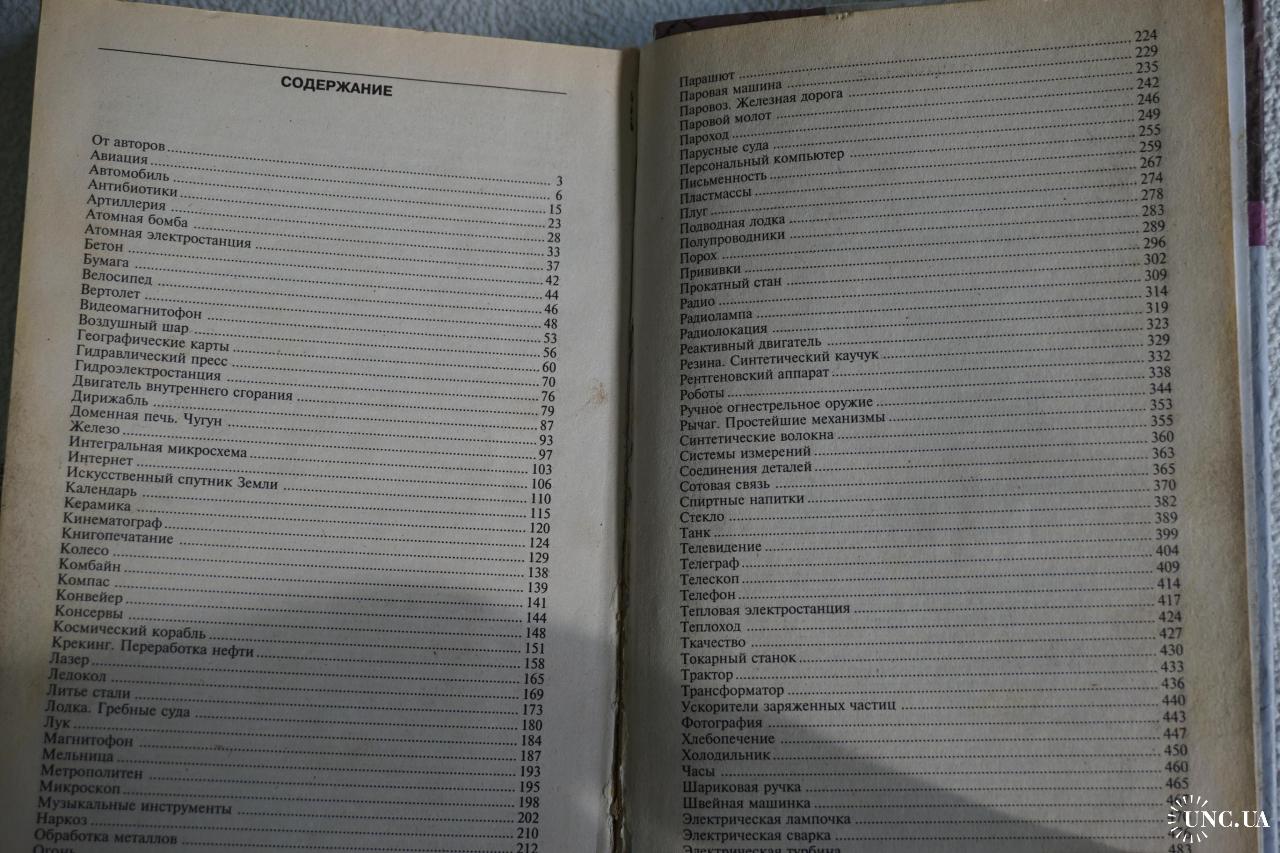 СОДЕРЖАНИЕ
От авторов 3
Авиация 6
Автомобиль 15
Антибиотики 23
Артиллерия 28
Атомная бомба 33
Атомная электростанция 37
Бетон 42
Бумага 44
Велосипед 46
Вертолет 48
Видеомагнитофон 53
Воздушный шар 56
Географические карты 60
Гидравлический пресс 70
Гидроэлектростанция 76
Двигатель внутреннего сгорания 79
Дирижабль 87
Доменная печь. Чугун 93
Железо 97
Интегральная микросхема 103
Интернет 106
Искусственный спутник Земли 110
Календарь 115
Керамика 120
Кинематограф 124
Книгопечатание 129
Колесо 138
Комбайн 139
Компас 141
Конвейер 144
Консервы 148
Космический корабль 151
Крекинг. Переработка нефти 158
Лазер 165
Ледокол 169
Литье стали 173
Лодка. Гребные суда 180
Лук 184
Магнитофон 187
Мельница 193
Метрополитен 195
Микроскоп 198
Музыкальные инструменты 202
Наркоз 210
Обработка металлов 212
Огонь
Парашют 224
Паровая машина 229
Паровоз. Железная дорога 235
Паровой молот 242
Пароход 246
Парусные суда 249
Персональный компьютер 255
Письменность 259
Пластмассы 267
Плуг 274
Подводная лодка 278
Полупроводники 283
Порох 289
Прививки 296
Прокатный стан 302
Радио 309
Радиолампа 314
Радиолокация 319
Реактивный двигатель 323
Резина. Синтетический каучук 329
Рентгеновский аппарат 332
Роботы 338
Ручное огнестрельное оружие 344
Рычаг. Простейшие механизмы 353
Синтетические волокна 355
Системы измерений 360
Соединения деталей 363
Сотовая связь 365
Спиртные напитки 370
Стекло 382
Танк 389
Телевидение 399
Телеграф 404
Телескоп 409
Телефон 414
Тепловая электростанция 417
Теплоход 424
Ткачество 427
Токарный станок 430
Трактор 433
Трансформатор 436
Ускорители заряженных частиц 440
Фотография 443
Хлебопечение 447
Холодильник 450
Часы 460
Шариковая ручка 465
Швейная машинка
Электрическая лампочка
Электрическая сварка
Электрическая турбина 483
UNC.UA